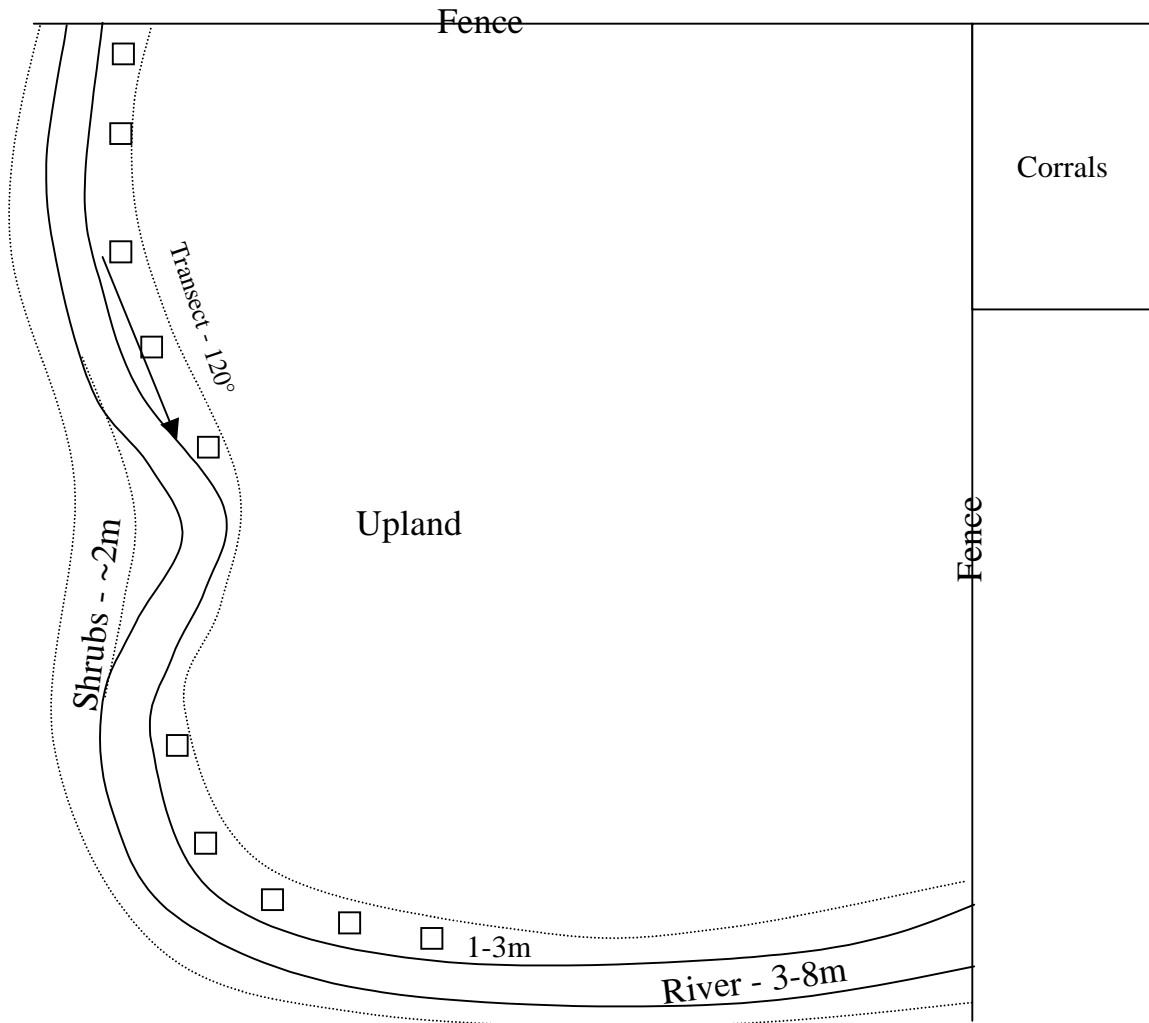 Fence
Corrals
Transect - 120°
Upland
Fence
Shrubs - ~2m
1-3m
River - 3-8m